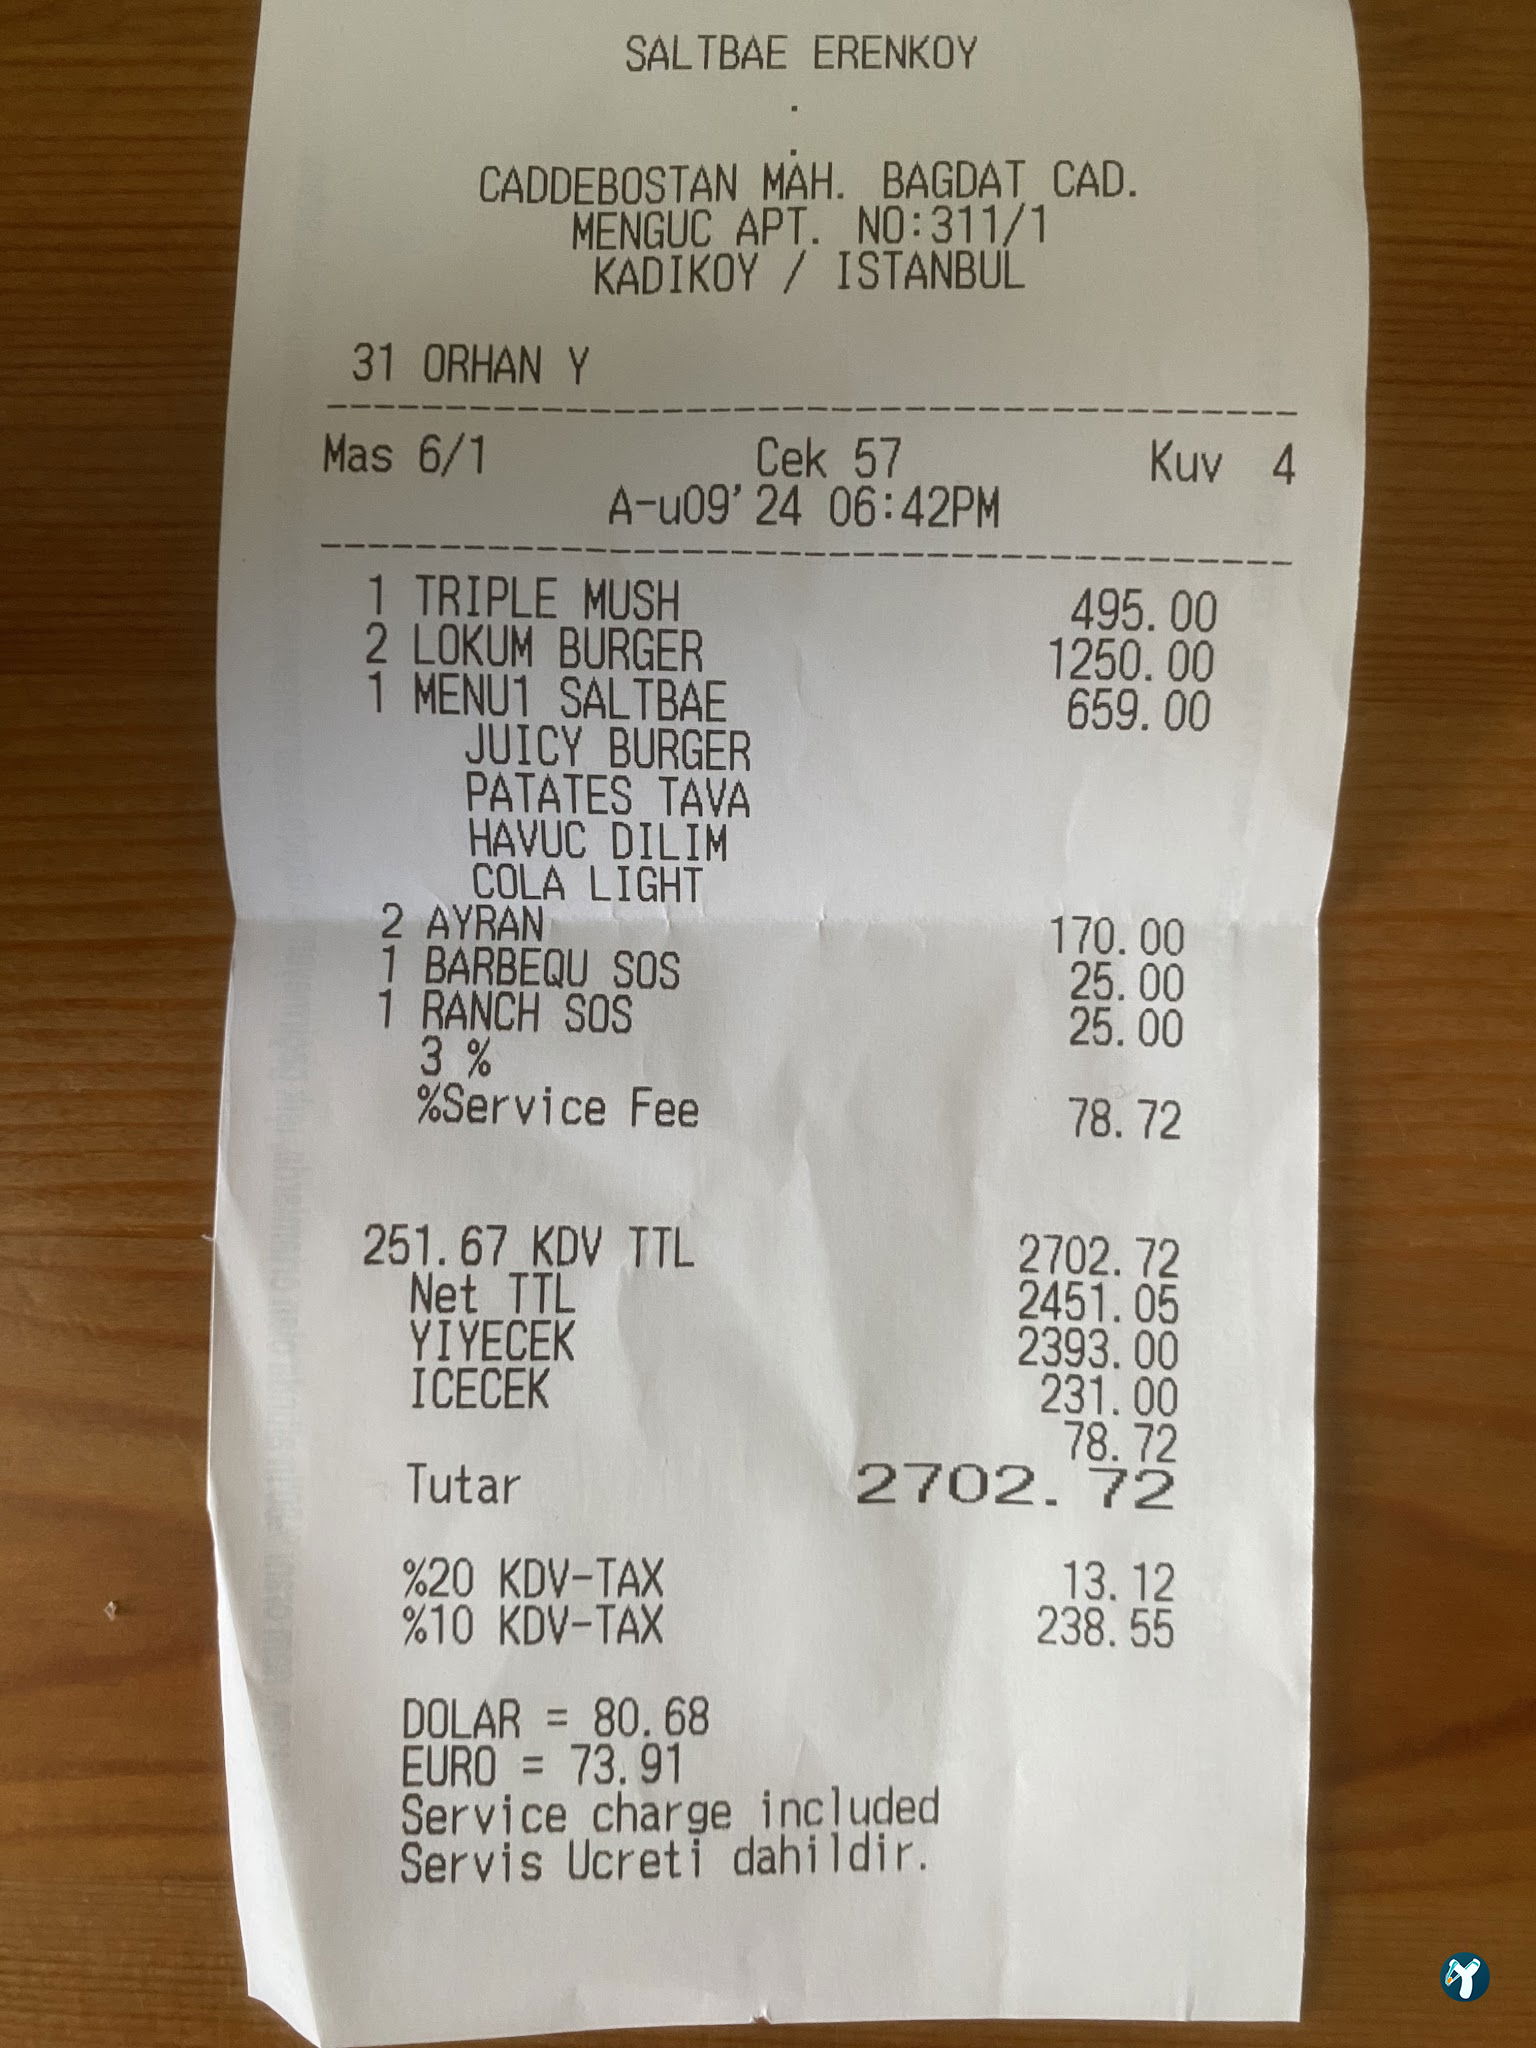 SALTBAE ERENKOY
.
.
CADDEBOSTAN MAH. BAGDAT CAD.
MENGUC APT. NO:311/1
KADIKOY / ISTANBUL
31 ORHAN Y
Mas 6/1 Cek 57 Kuv 4
A-u09'24 06:42PM
1 TRIPLE MUSH 495.00
2 LOKUM BURGER 1250.00
1 MENU1 SALTBAE 659.00
JUICY BURGER
PATATES TAVA
HAVUC DILIM
COLA LIGHT
2 AYRAN 170.00
1 BARBEQU SOS 25.00
1 RANCH SOS 25.00
3 %
%Service Fee 78.72
251.67 KDV TTL 2702.72
Net TTL 2451.05
YIYECEK 2393.00
ICECEK 231.00
78.72
Tutar 2702.72
%20 KDV-TAX 13.12
%10 KDV-TAX 238.55
DOLAR = 80.68
EURO = 73.91
Service charge included
Servis Ucreti dahildir.